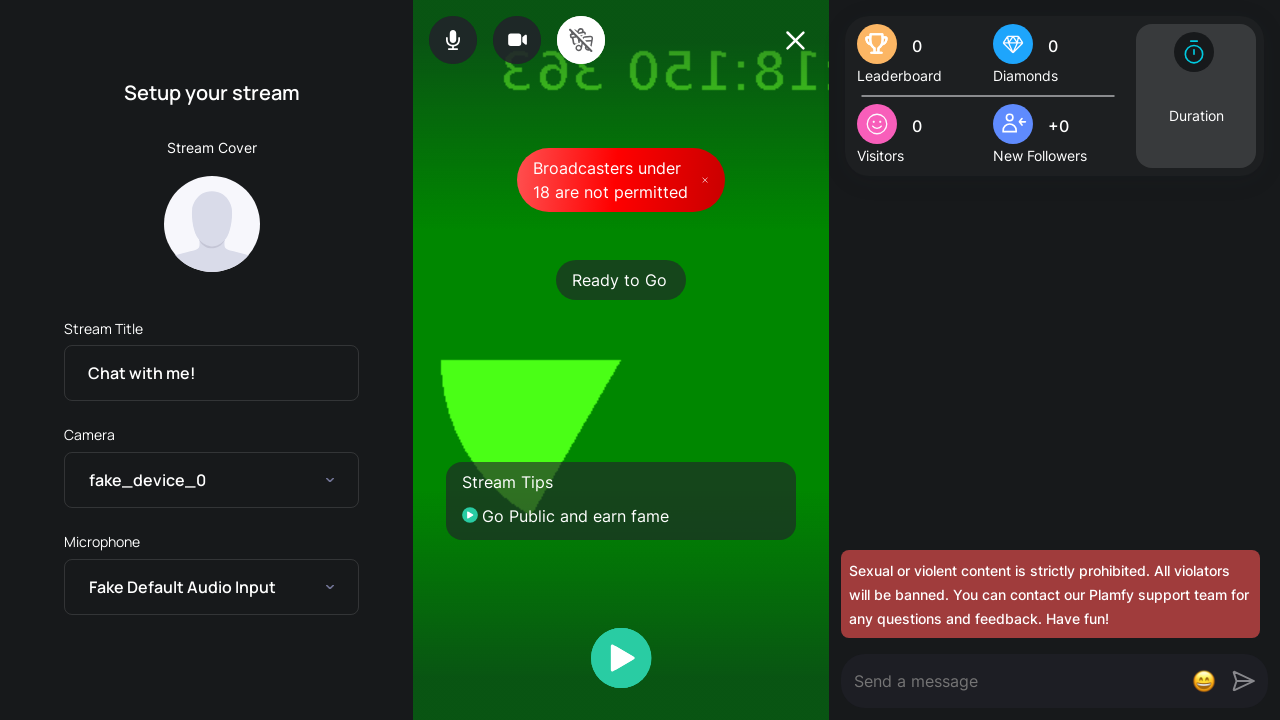 Setup your stream
Stream Cover
Stream Title
Chat with me!
Camera
fake_device_0
Microphone
Fake Default Audio Input
Broadcasters under
18 are not permitted
Ready to Go
Stream Tips
Go Public and earn fame
0
Leaderboard
0
Diamonds
0
Visitors
+0
New Followers
Duration
Sexual or violent content is strictly prohibited. All violators
will be banned. You can contact our Plamfy support team for
any questions and feedback. Have fun!
Send a message